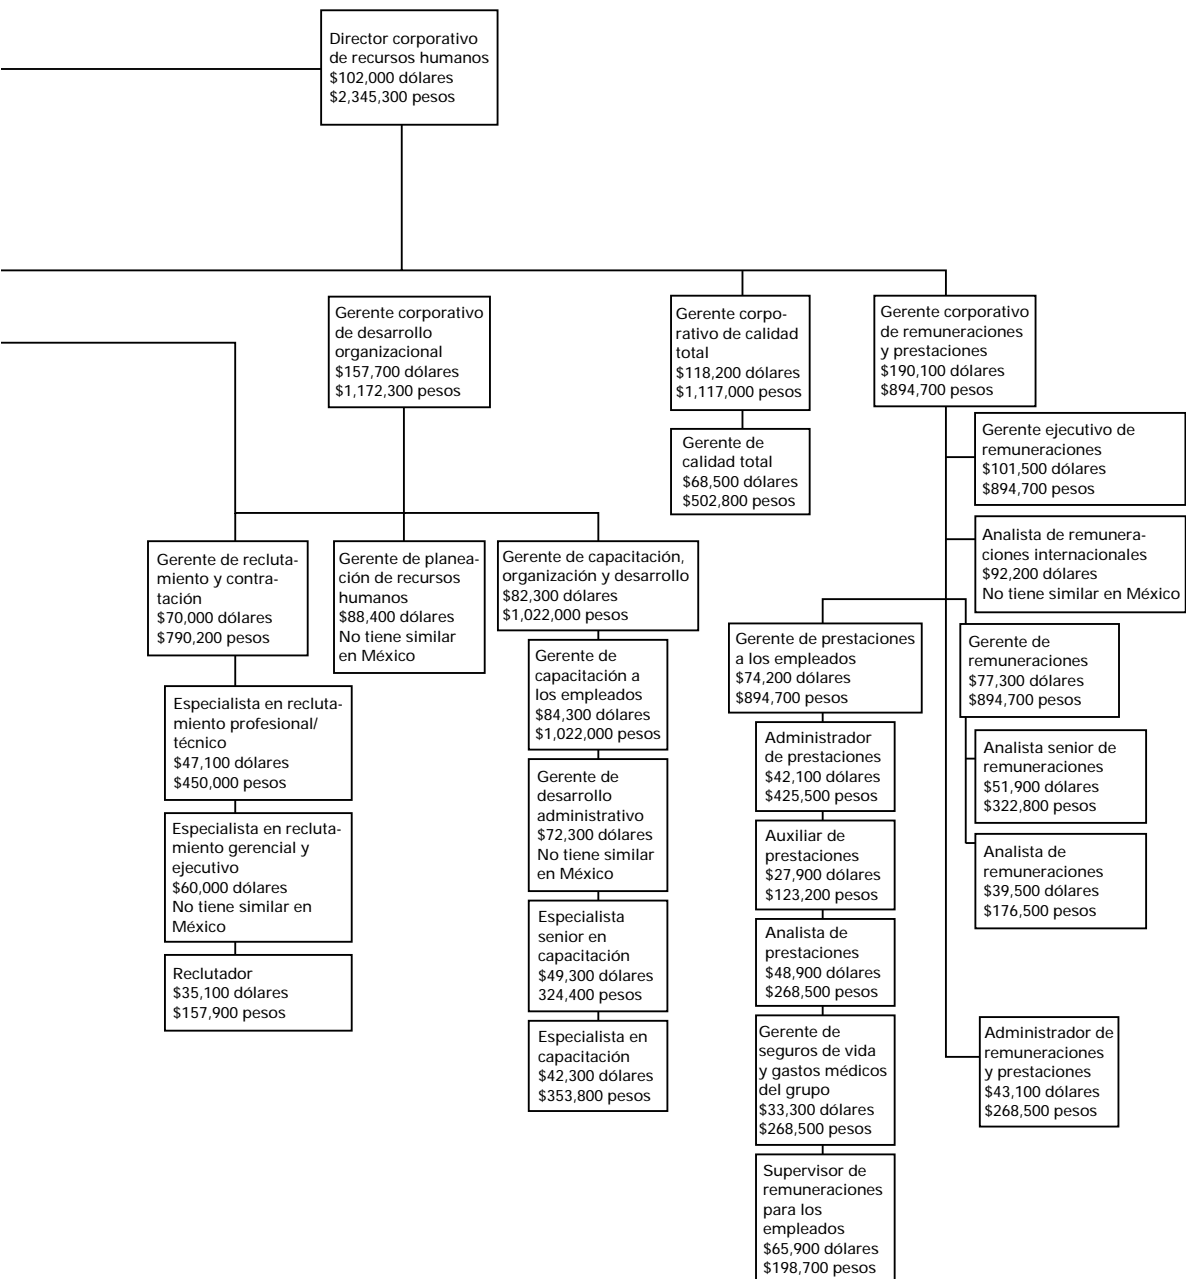 Director corporativo
de recursos humanos
$102,000 dólares
$2,345,300 pesos
Gerente corporativo
de desarrollo
organizacional
$157,700 dólares
$1,172,300 pesos
Gerente corpo-
rativo de calidad
total
$118,200 dólares
$1,117,000 pesos
Gerente corporativo
de remuneraciones
y prestaciones
$190,100 dólares
$894,700 pesos
Gerente de
calidad total
$68,500 dólares
$502,800 pesos
Gerente ejecutivo de
remuneraciones
$101,500 dólares
$894,700 pesos
Analista de remunera-
ciones internacionales
$92,200 dólares
No tiene similar en México
Gerente de recluta-
miento y contra-
tación
$70,000 dólares
$790,200 pesos
Gerente de planea-
ción de recursos
humanos
$88,400 dólares
No tiene similar
en México
Gerente de capacitación,
organización y desarrollo
$82,300 dólares
$1,022,000 pesos
Especialista en recluta-
miento profesional/
técnico
$47,100 dólares
$450,000 pesos
Especialista en recluta-
miento gerencial y
ejecutivo
$60,000 dólares
No tiene similar en
México
Reclutador
$35,100 dólares
$157,900 pesos
Gerente de
capacitación a
los empleados
$84,300 dólares
$1,022,000 pesos
Gerente de
desarrollo
administrativo
$72,300 dólares
No tiene similar
en México
Especialista
senior en
capacitación
$49,300 dólares
324,400 pesos
Especialista en
capacitación
$42,300 dólares
$353,800 pesos
Gerente de prestaciones
a los empleados
$74,200 dólares
$894,700 pesos
Administrador
de prestaciones
$42,100 dólares
$425,500 pesos
Auxiliar de
prestaciones
$27,900 dólares
$123,200 pesos
Analista de
prestaciones
$48,900 dólares
$268,500 pesos
Gerente de
seguros de vida
y gastos médicos
del grupo
$33,300 dólares
$268,500 pesos
Supervisor de
remuneraciones
para los
empleados
$65,900 dólares
$198,700 pesos
Gerente de
remuneraciones
$77,300 dólares
$894,700 pesos
Analista senior de
remuneraciones
$51,900 dólares
$322,800 pesos
Analista de
remuneraciones
$39,500 dólares
$176,500 pesos
Administrador de
remuneraciones
y prestaciones
$43,100 dólares
$268,500 pesos